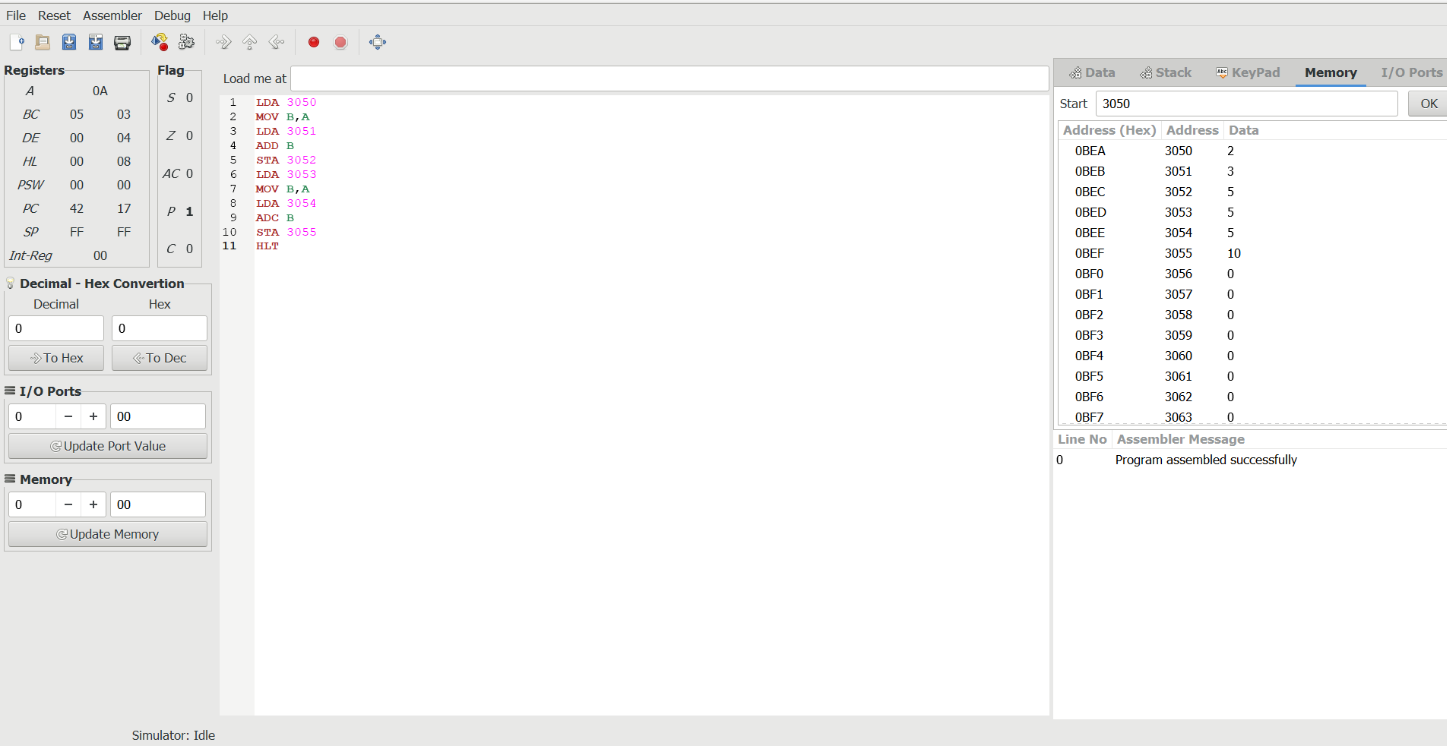 File Reset Assembler Debug Help
Registers
A 0A
BC 05 03
DE 00 04
HL 00 08
PSW 00 00
PC 42 17
SP FF FF
Int-Reg 00
Flag
S 0
Z 0
AC 0
P 1
C 0
Decimal - Hex Convertion
Decimal Hex
0 0
To Hex To Dec
I/O Ports
0 − + 00
Update Port Value
Memory
0 − + 00
Update Memory
Load me at
1 LDA 3050
2 MOV B,A
3 LDA 3051
4 ADD B
5 STA 3052
6 LDA 3053
7 MOV B,A
8 LDA 3054
9 ADC B
10 STA 3055
11 HLT
Data Stack KeyPad Memory I/O Ports
Start 3050 OK
Address (Hex) Address Data
0BEA 3050 2
0BEB 3051 3
0BEC 3052 5
0BED 3053 5
0BEE 3054 5
0BEF 3055 10
0BF0 3056 0
0BF1 3057 0
0BF2 3058 0
0BF3 3059 0
0BF4 3060 0
0BF5 3061 0
0BF6 3062 0
0BF7 3063 0
Line No Assembler Message
0 Program assembled successfully
Simulator: Idle